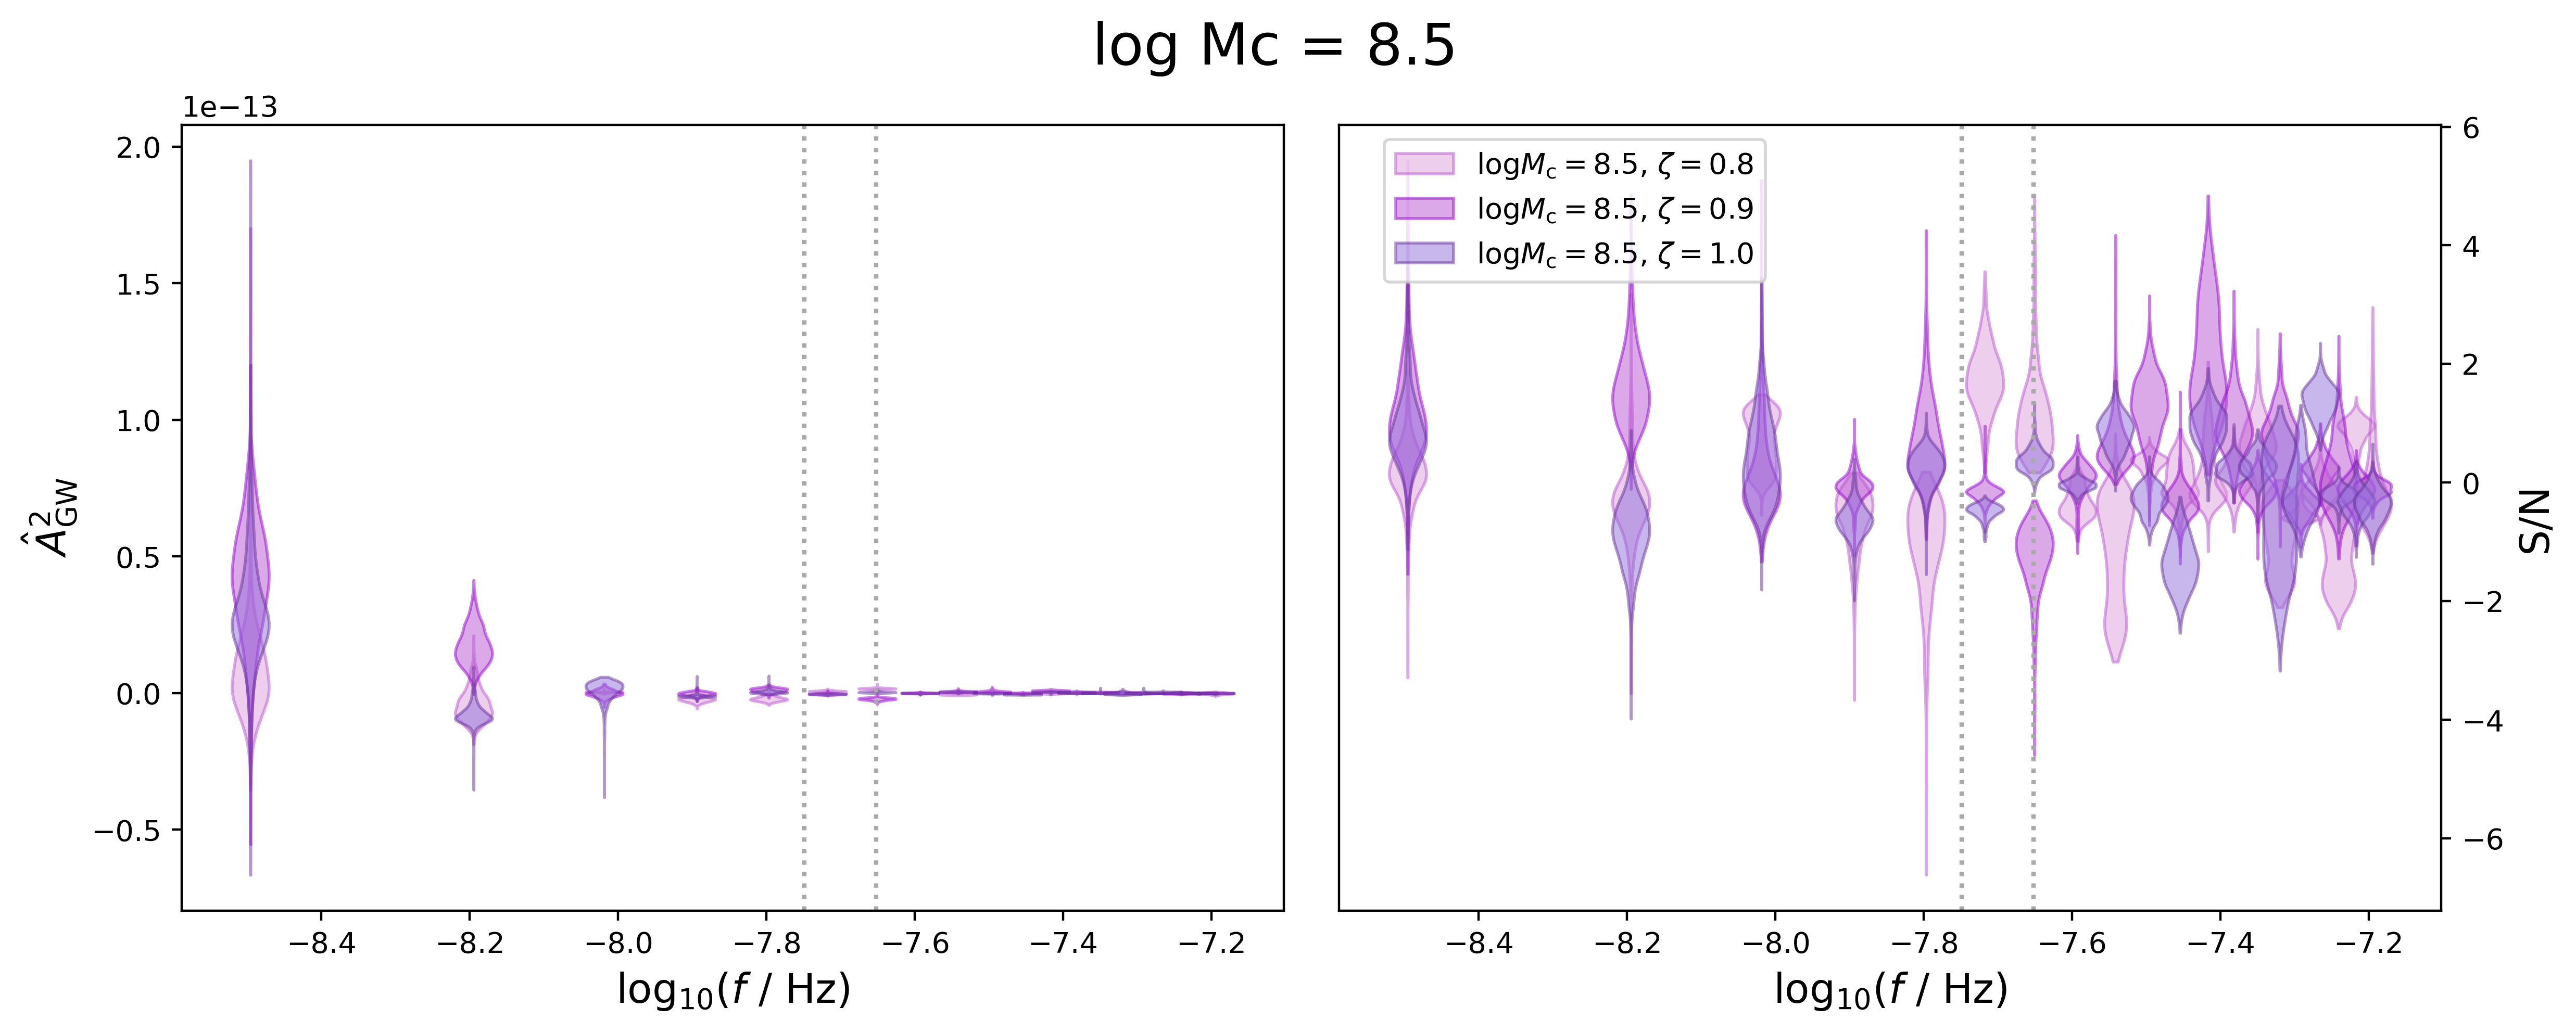 log Mc = 8.5
1e−13
2.0
1.5
1.0
0.5
0.0
−0.5
Â²GW
−8.4 −8.2 −8.0 −7.8 −7.6 −7.4 −7.2
log₁₀(f / Hz)
logMc = 8.5, ζ = 0.8
logMc = 8.5, ζ = 0.9
logMc = 8.5, ζ = 1.0
6
4
2
0
−2
−4
−6
S/N
−8.4 −8.2 −8.0 −7.8 −7.6 −7.4 −7.2
log₁₀(f / Hz)